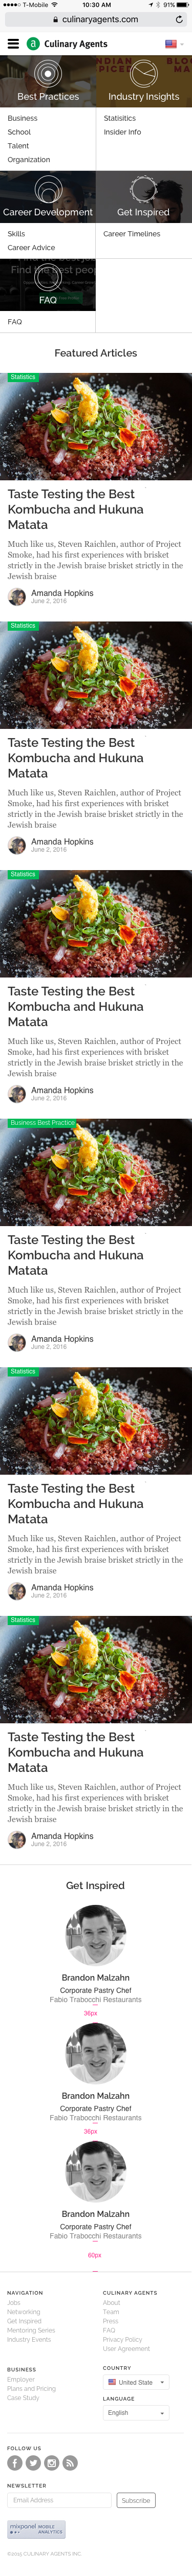 T-Mobile 10:30 AM 91%
culinaryagents.com
a Culinary Agents
Best Practices
Industry Insights
Business
School
Talent
Organization
Statisitics
Insider Info
Career Development
Get Inspired
Skills
Career Advice
Career Timelines
Find the best peop
FAQ
FAQ
Featured Articles
Statistics
Taste Testing the Best
Kombucha and Hukuna
Matata
Much like us, Steven Raichlen, author of Project
Smoke, had his first experiences with brisket
strictly in the Jewish braise brisket strictly in the
Jewish braise
Amanda Hopkins
June 2, 2016
Statistics
Taste Testing the Best
Kombucha and Hukuna
Matata
Much like us, Steven Raichlen, author of Project
Smoke, had his first experiences with brisket
strictly in the Jewish braise brisket strictly in the
Jewish braise
Amanda Hopkins
June 2, 2016
Statistics
Taste Testing the Best
Kombucha and Hukuna
Matata
Much like us, Steven Raichlen, author of Project
Smoke, had his first experiences with brisket
strictly in the Jewish braise brisket strictly in the
Jewish braise
Amanda Hopkins
June 2, 2016
Business Best Practice
Taste Testing the Best
Kombucha and Hukuna
Matata
Much like us, Steven Raichlen, author of Project
Smoke, had his first experiences with brisket
strictly in the Jewish braise brisket strictly in the
Jewish braise
Amanda Hopkins
June 2, 2016
Statistics
Taste Testing the Best
Kombucha and Hukuna
Matata
Much like us, Steven Raichlen, author of Project
Smoke, had his first experiences with brisket
strictly in the Jewish braise brisket strictly in the
Jewish braise
Amanda Hopkins
June 2, 2016
Statistics
Taste Testing the Best
Kombucha and Hukuna
Matata
Much like us, Steven Raichlen, author of Project
Smoke, had his first experiences with brisket
strictly in the Jewish braise brisket strictly in the
Jewish braise
Amanda Hopkins
June 2, 2016
Get Inspired
Brandon Malzahn
Corporate Pastry Chef
Fabio Trabocchi Restaurants
36px
Brandon Malzahn
Corporate Pastry Chef
Fabio Trabocchi Restaurants
36px
Brandon Malzahn
Corporate Pastry Chef
Fabio Trabocchi Restaurants
60px
NAVIGATION
Jobs
Networking
Get Inspired
Mentoring Series
Industry Events
CULINARY AGENTS
About
Team
Press
FAQ
Privacy Policy
User Agreement
BUSINESS
Employer
Plans and Pricing
Case Study
COUNTRY
United State
LANGUAGE
English
FOLLOW US
NEWSLETTER
Email Address
Subscribe
mixpanel MOBILE
ANALYTICS
©2015 CULINARY AGENTS INC.